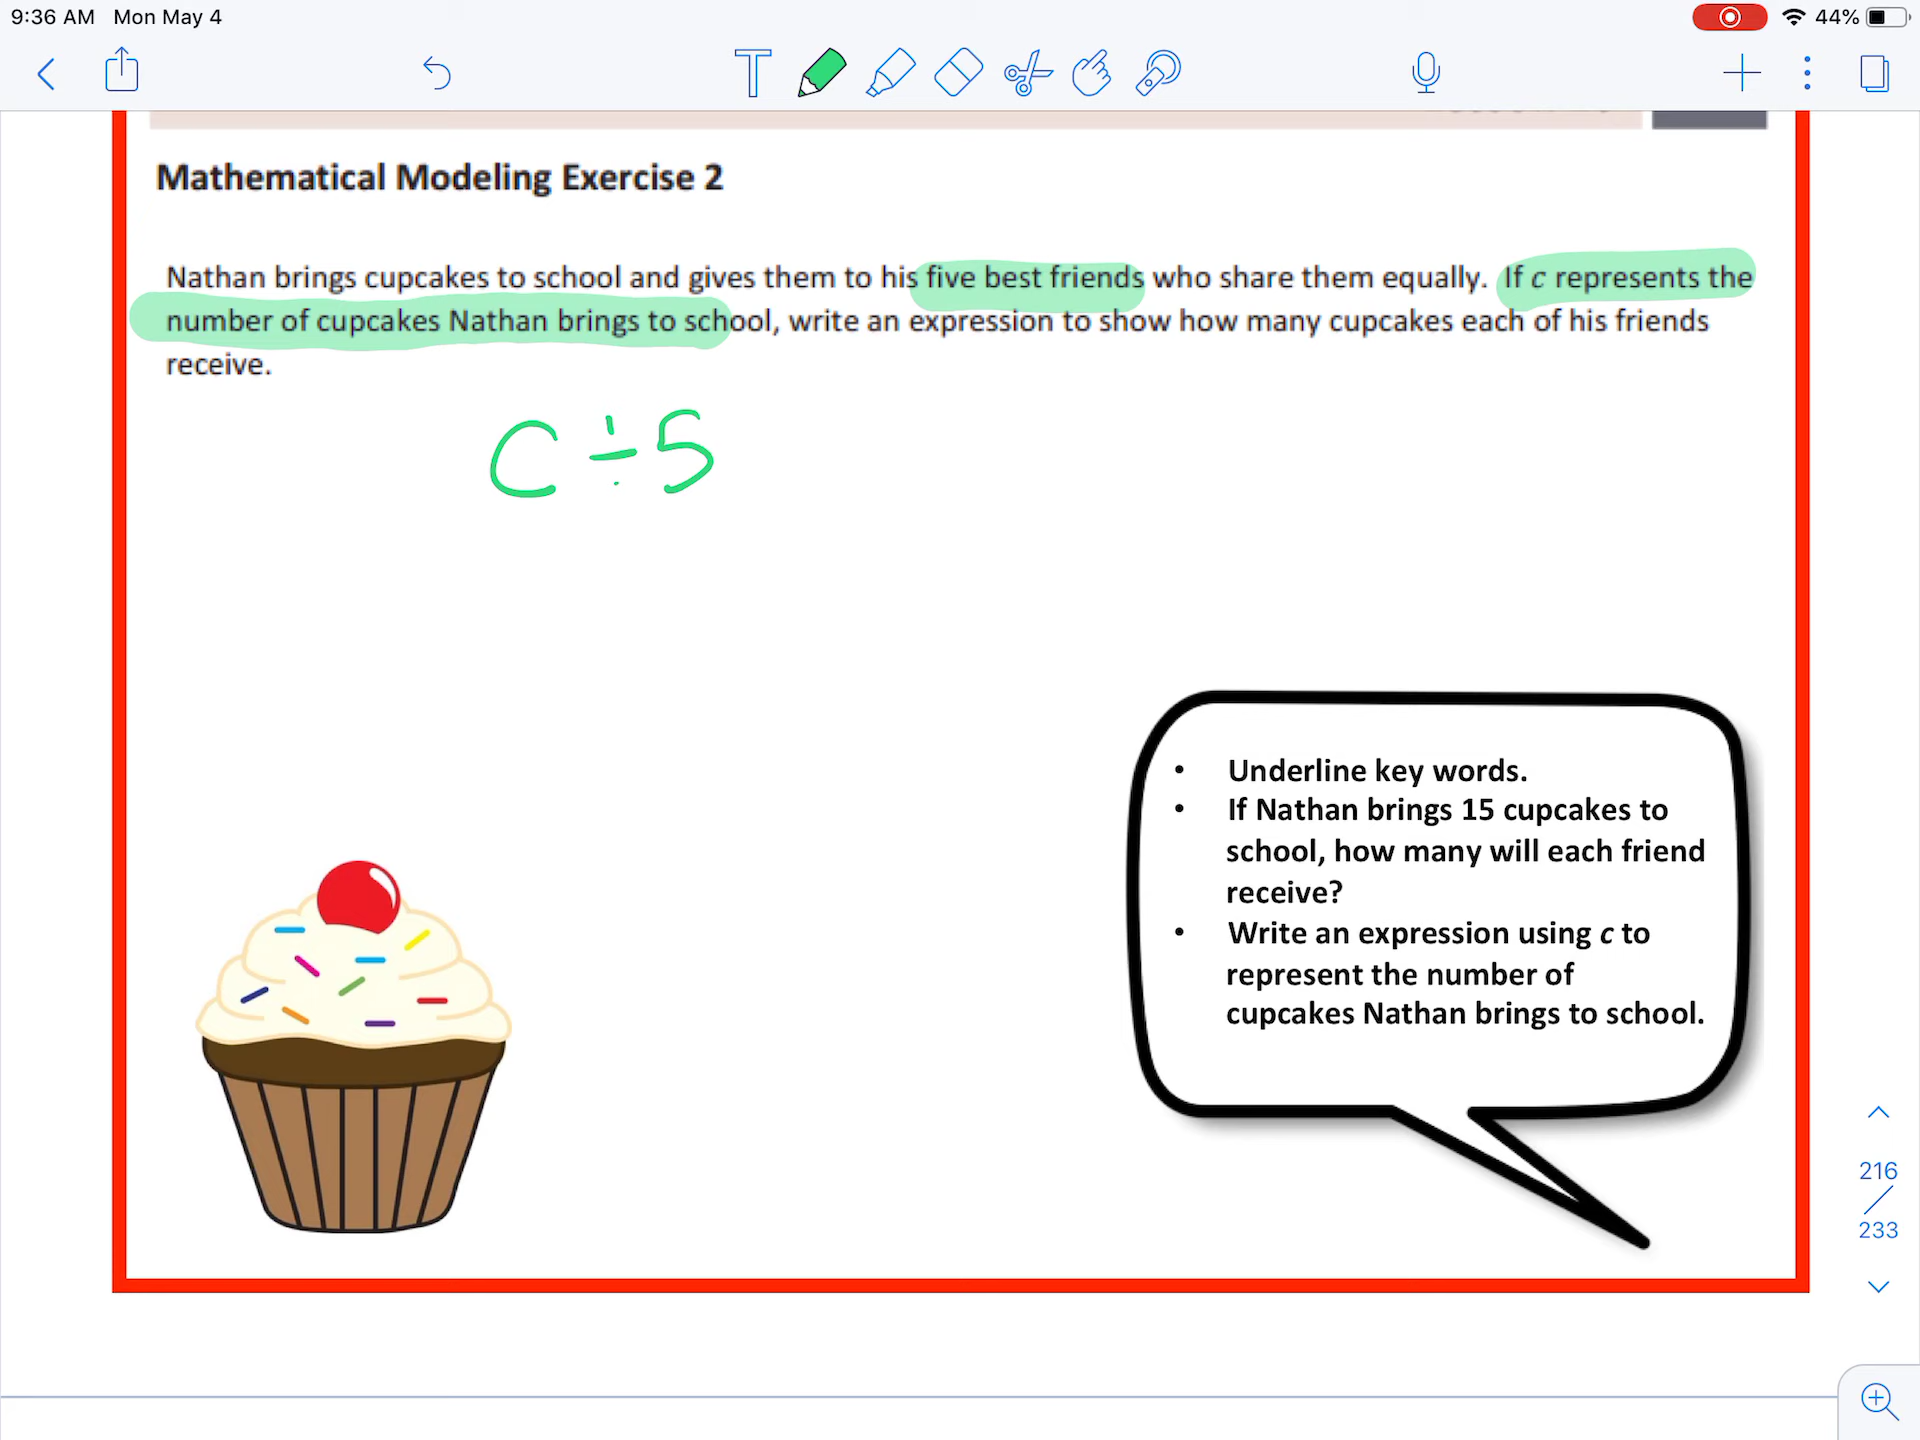 9:36 AM Mon May 4
44%
Mathematical Modeling Exercise 2
Nathan brings cupcakes to school and gives them to his five best friends who share them equally. If c represents the
number of cupcakes Nathan brings to school, write an expression to show how many cupcakes each of his friends
receive.
C ÷ 5
• Underline key words.
• If Nathan brings 15 cupcakes to
school, how many will each friend
receive?
• Write an expression using c to
represent the number of
cupcakes Nathan brings to school.
216
/
233